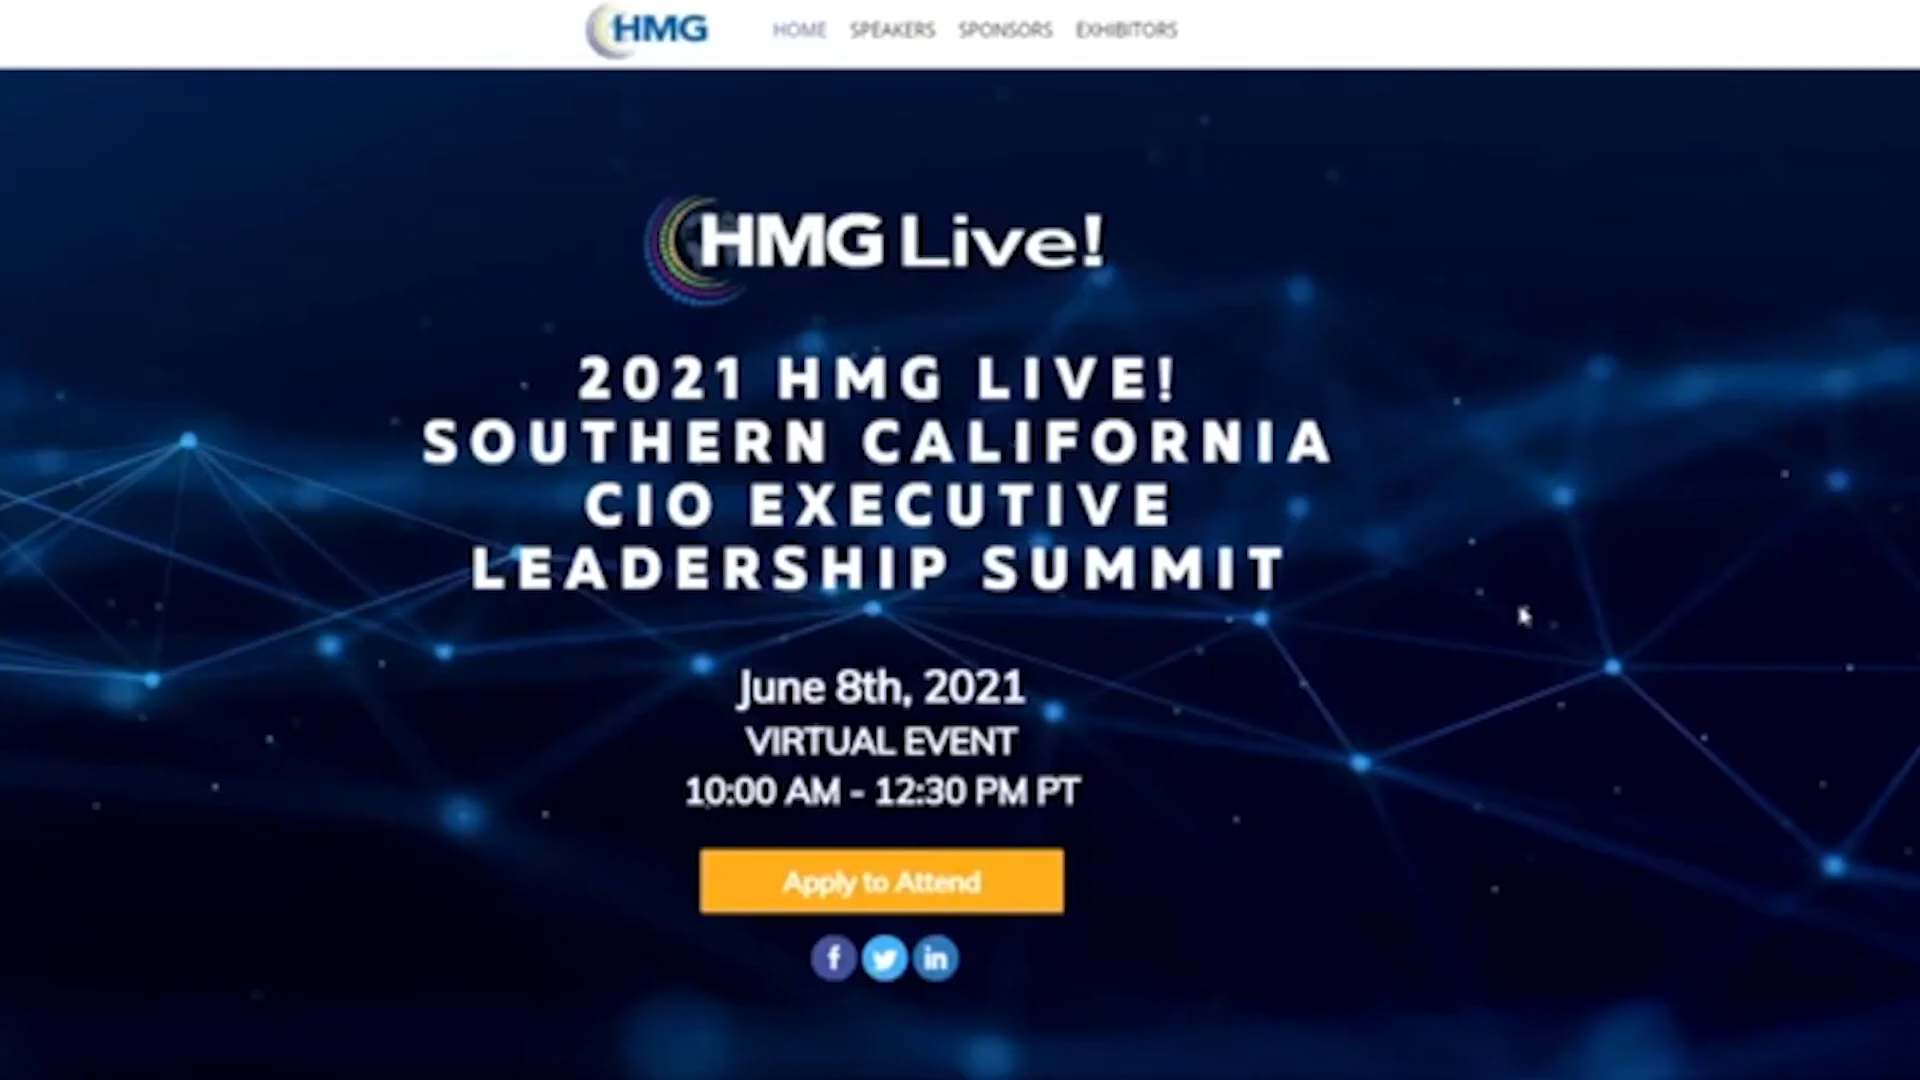 HMG
HOME SPEAKERS SPONSORS EXHIBITORS
HMG Live!
2021 HMG LIVE!
SOUTHERN CALIFORNIA
CIO EXECUTIVE
LEADERSHIP SUMMIT
June 8th, 2021
VIRTUAL EVENT
10:00 AM - 12:30 PM PT
Apply to Attend
f in